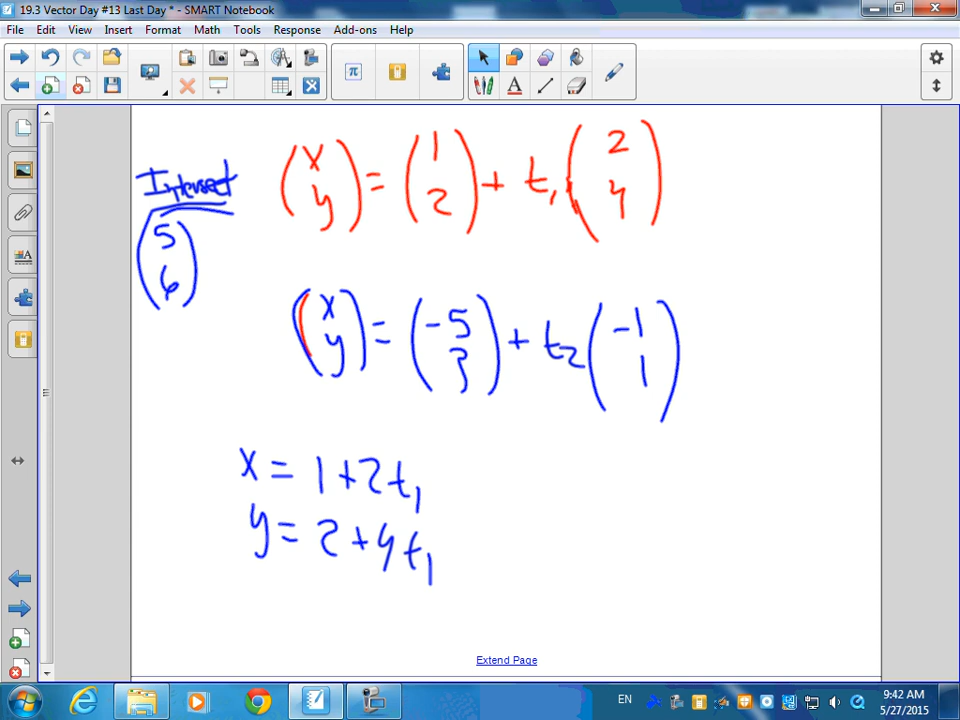 19.3 Vector Day #13 Last Day * - SMART Notebook
File Edit View Insert Format Math Tools Response Add-ons Help
Intersect
(5
6)
(x
y) = (1
2) + t₁ (2
4)
(x
y) = (-5
3) + t₂ (-1
1)
x = 1 + 2t₁
y = 2 + 4t₁
Extend Page
EN
9:42 AM
5/27/2015